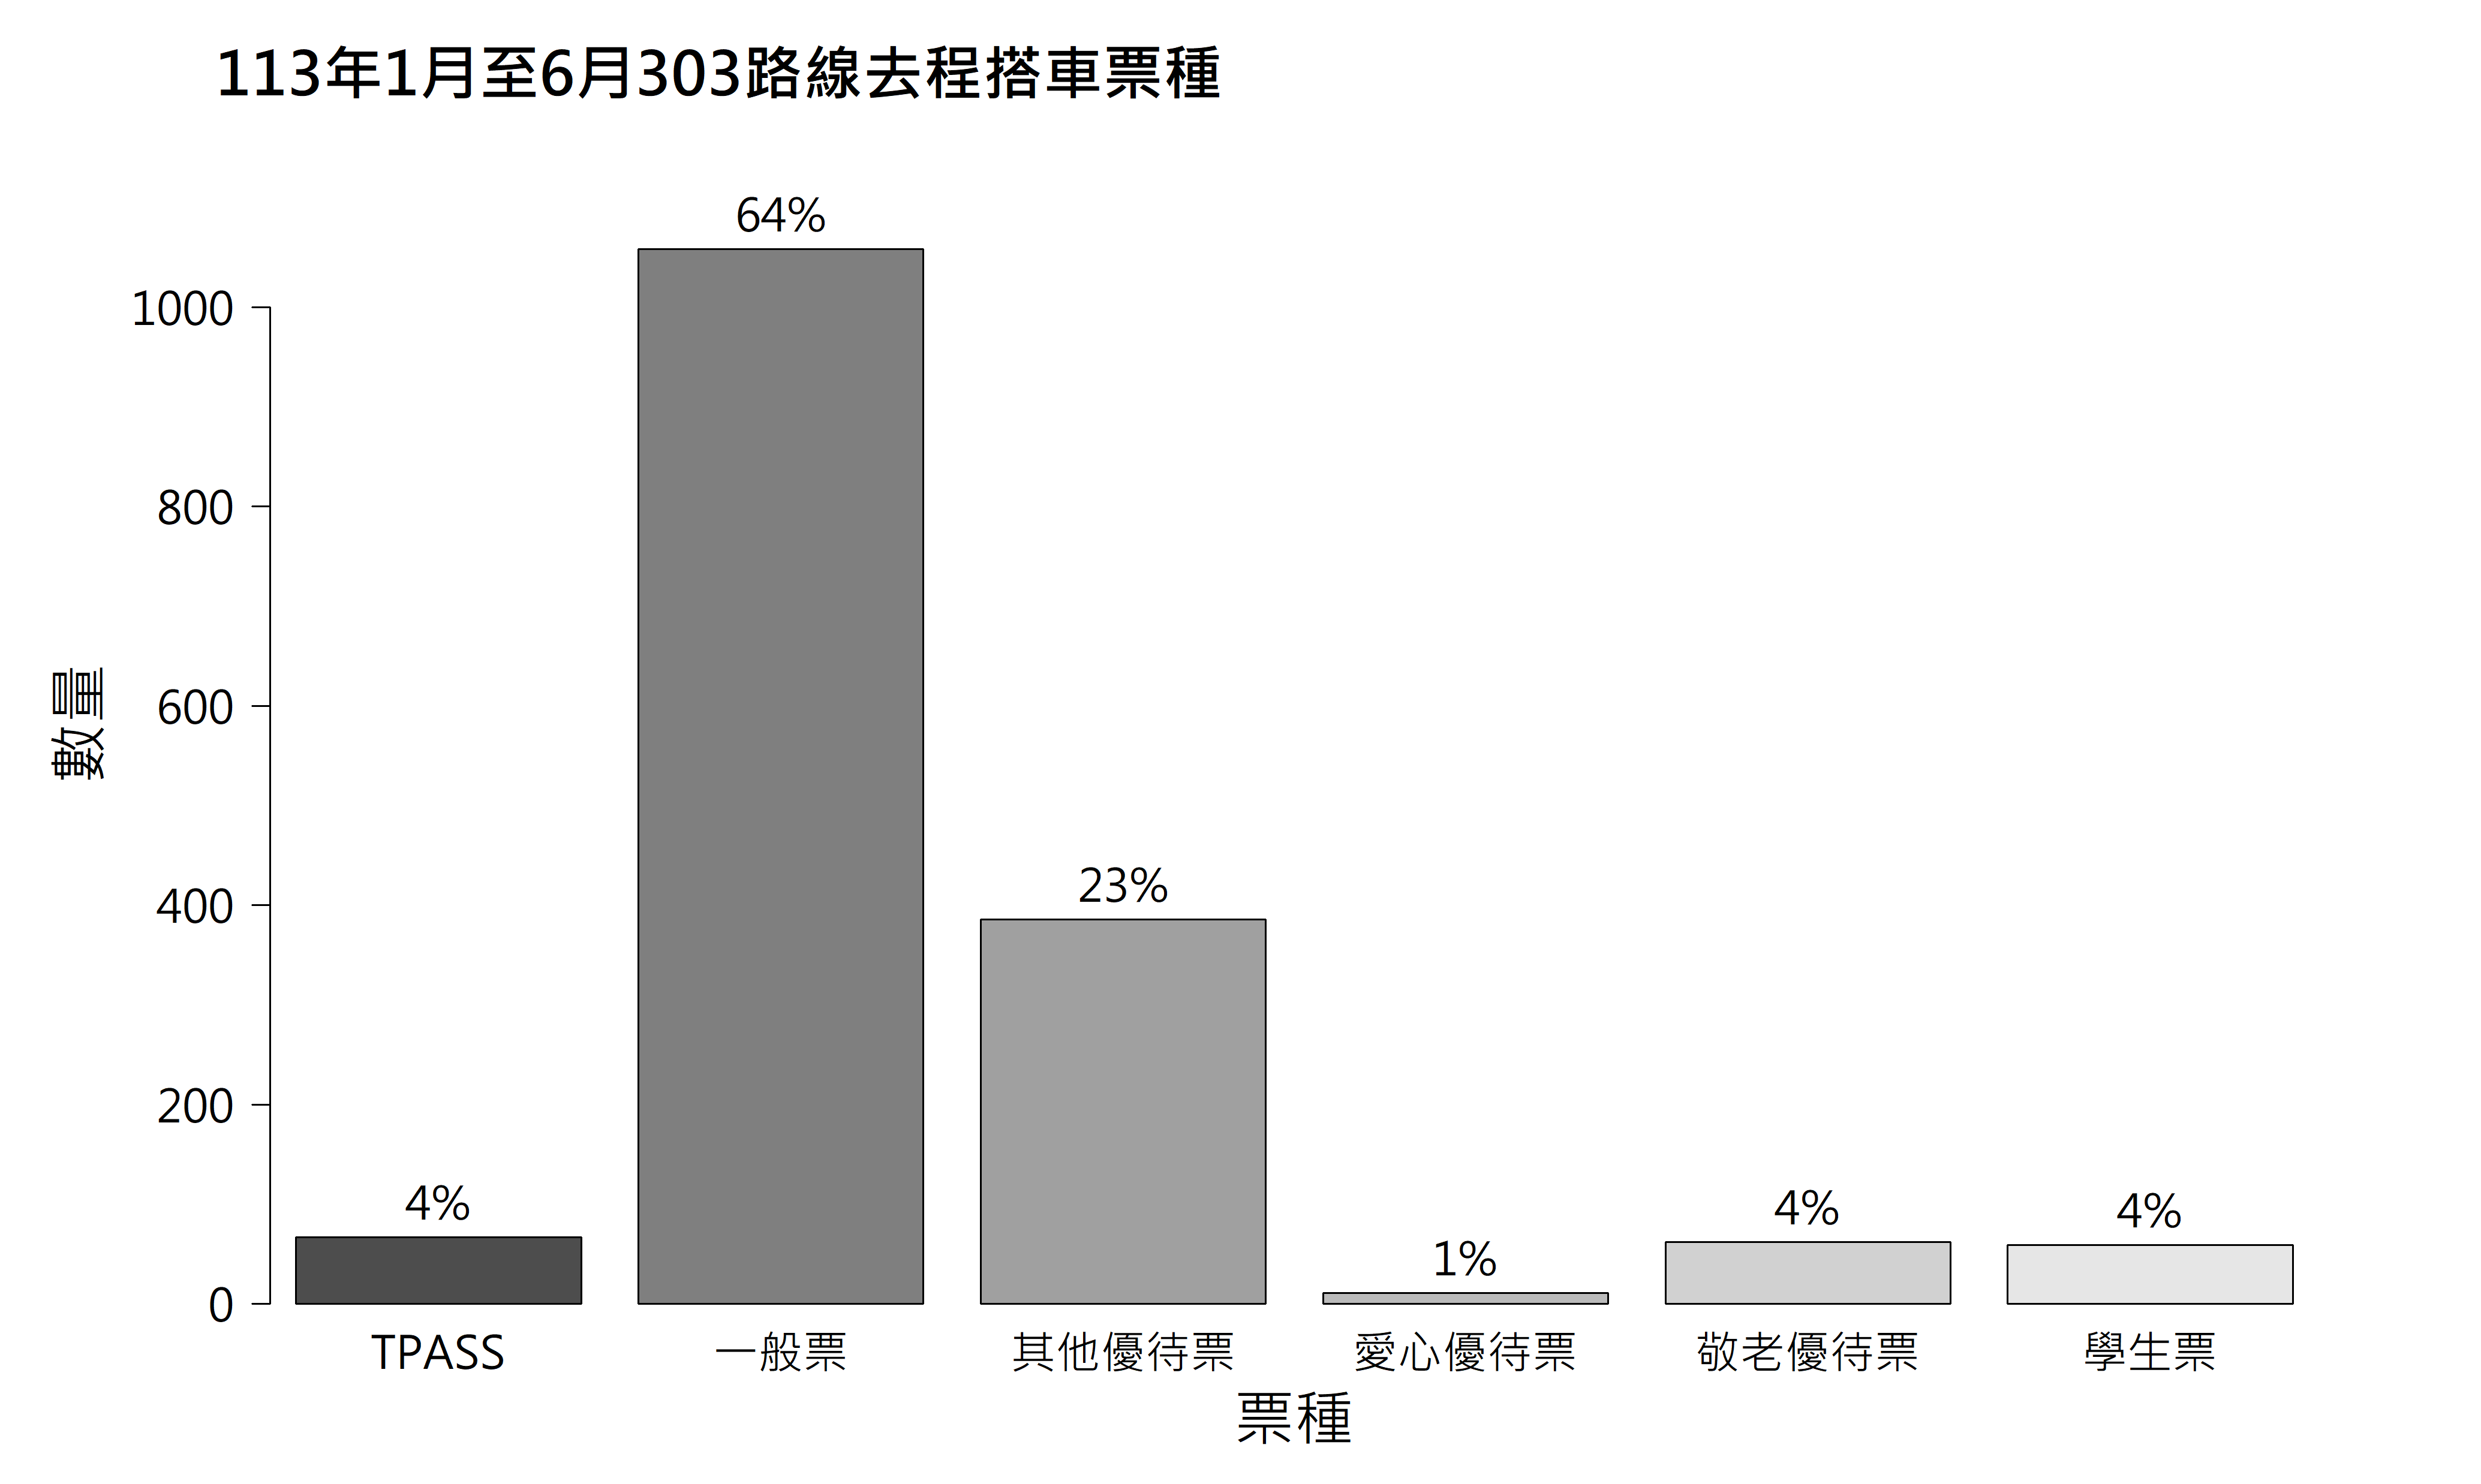 113年1月至6月303路線去程搭車票種
數量
1000
800
600
400
200
0
4%
64%
23%
1%
4%
4%
TPASS
一般票
其他優待票
愛心優待票
敬老優待票
學生票
票種